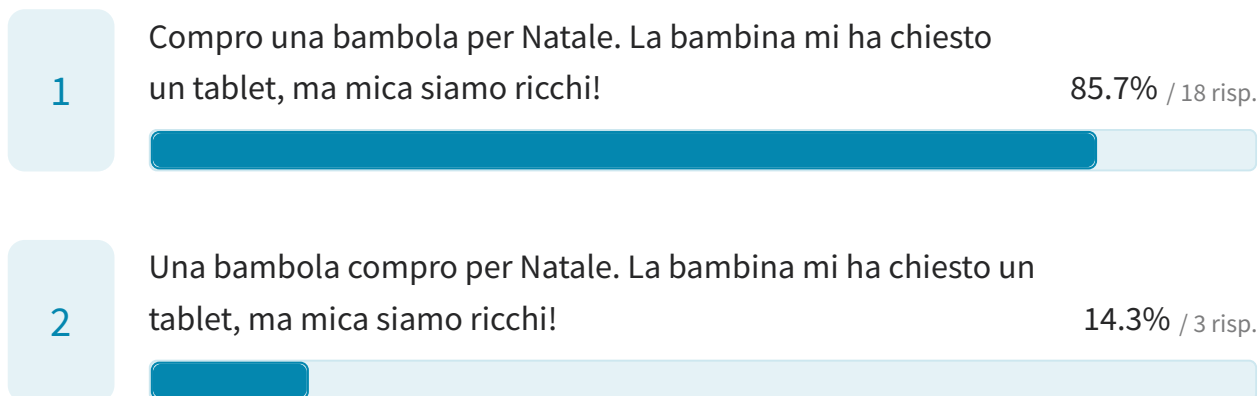 1
Compro una bambola per Natale. La bambina mi ha chiesto
un tablet, ma mica siamo ricchi!
85.7% / 18 risp.
2
Una bambola compro per Natale. La bambina mi ha chiesto un
tablet, ma mica siamo ricchi!
14.3% / 3 risp.